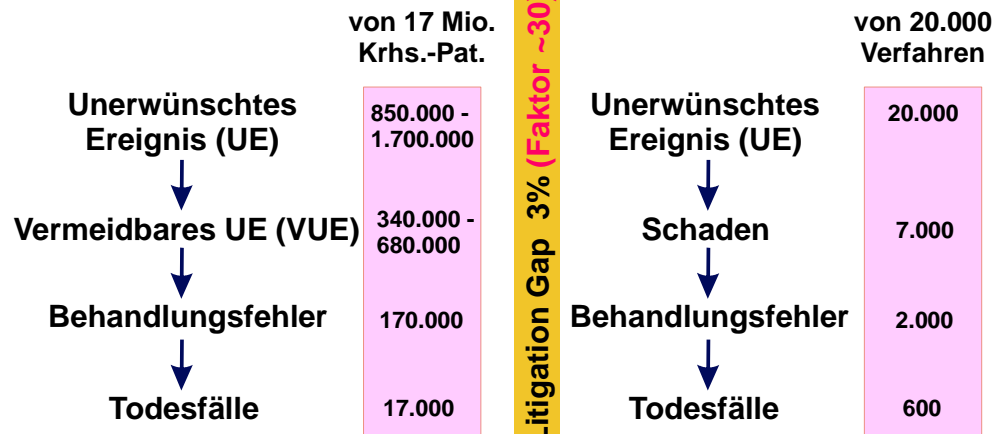 von 17 Mio.
Krhs.-Pat.
Unerwünschtes
Ereignis (UE)
850.000 -
1.700.000
Vermeidbares UE (VUE)
340.000 -
680.000
Behandlungsfehler
170.000
Todesfälle
17.000
Litigation Gap 3% (Faktor ~30)
von 20.000
Verfahren
Unerwünschtes
Ereignis (UE)
20.000
Schaden
7.000
Behandlungsfehler
2.000
Todesfälle
600